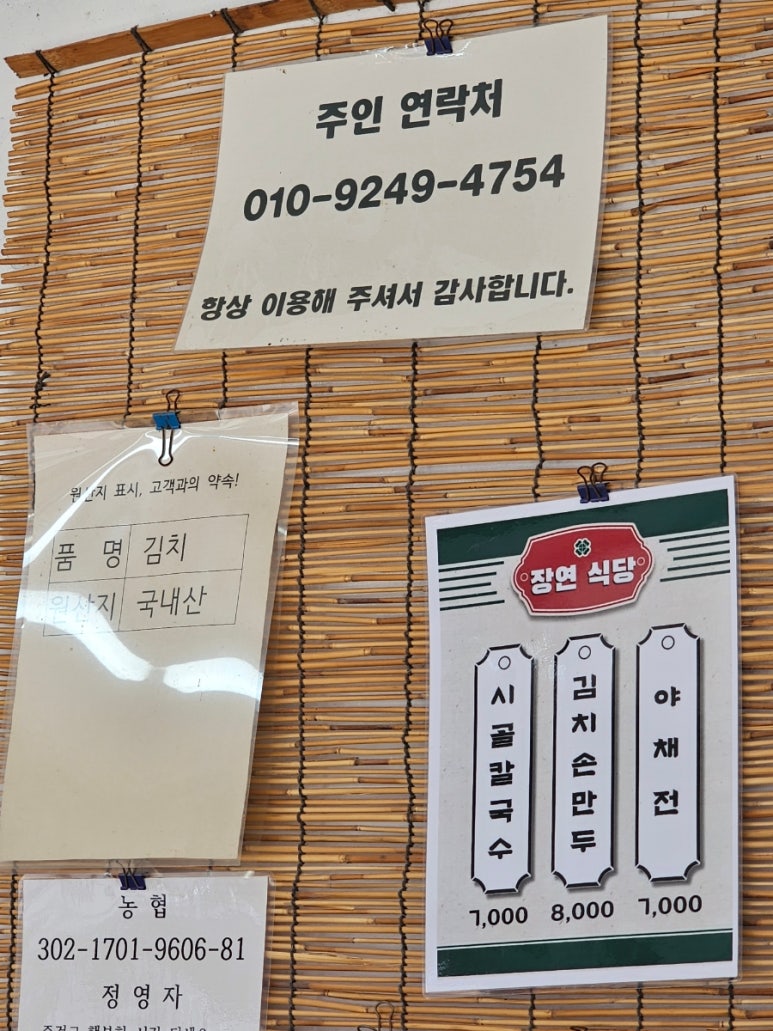 주인 연락처
010-9249-4754
항상 이용해 주셔서 감사합니다.
원산지 표시, 고객과의 약속!
품 명 김치
원산지 국내산
장연 식당
시골칼국수
김치손만두
야채전
7,000 8,000 7,000
농 협
302-1701-9606-81
정 영 자